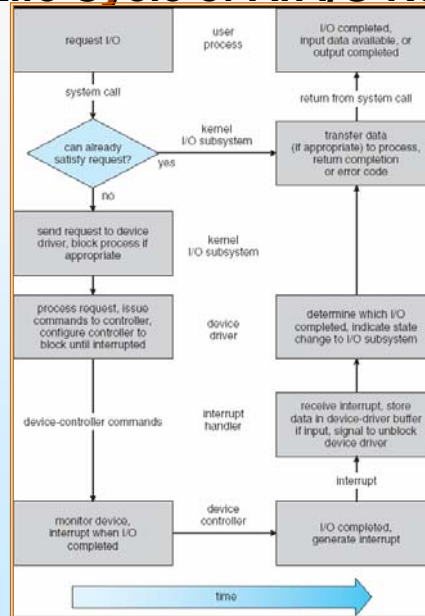 request I/O
user
process
I/O completed,
input data available, or
output completed
system call
return from system call
can already
satisfy request?
yes
no
kernel
I/O subsystem
transfer data
(if appropriate) to process,
return completion
or error code
send request to device
driver, block process if
appropriate
kernel
I/O subsystem
process request, issue
commands to controller,
configure controller to
block until interrupted
device
driver
determine which I/O
completed, indicate state
change to I/O subsystem
device-controller commands
interrupt
handler
receive interrupt, store
data in device-driver buffer
if input, signal to unblock
device driver
interrupt
monitor device,
interrupt when I/O
completed
device
controller
I/O completed,
generate interrupt
time